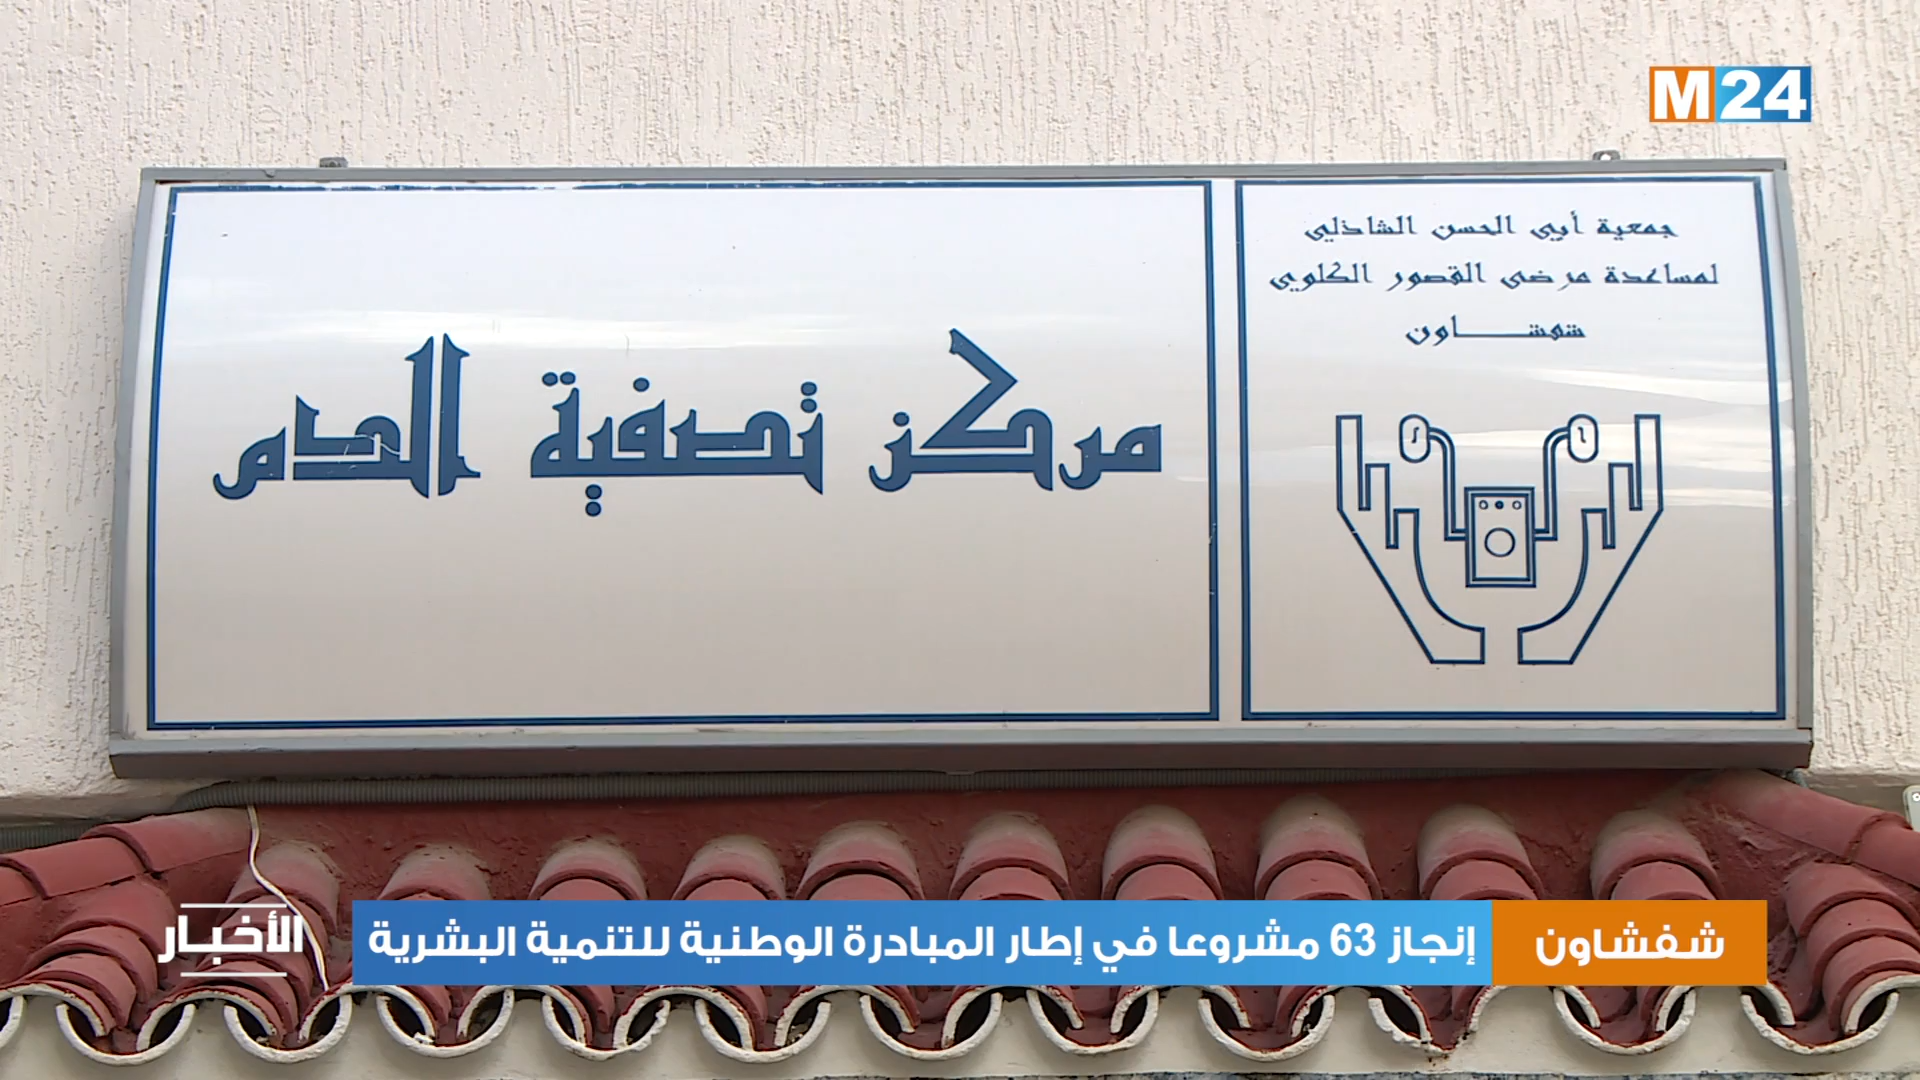 M24
جمعية أبي الحسن الشاذلي
لمساعدة مرضى القصور الكلوي
شفشاون
مركز تصفية الدم
شفشاون
إنجاز 63 مشروعا في إطار المبادرة الوطنية للتنمية البشرية
الأخبار